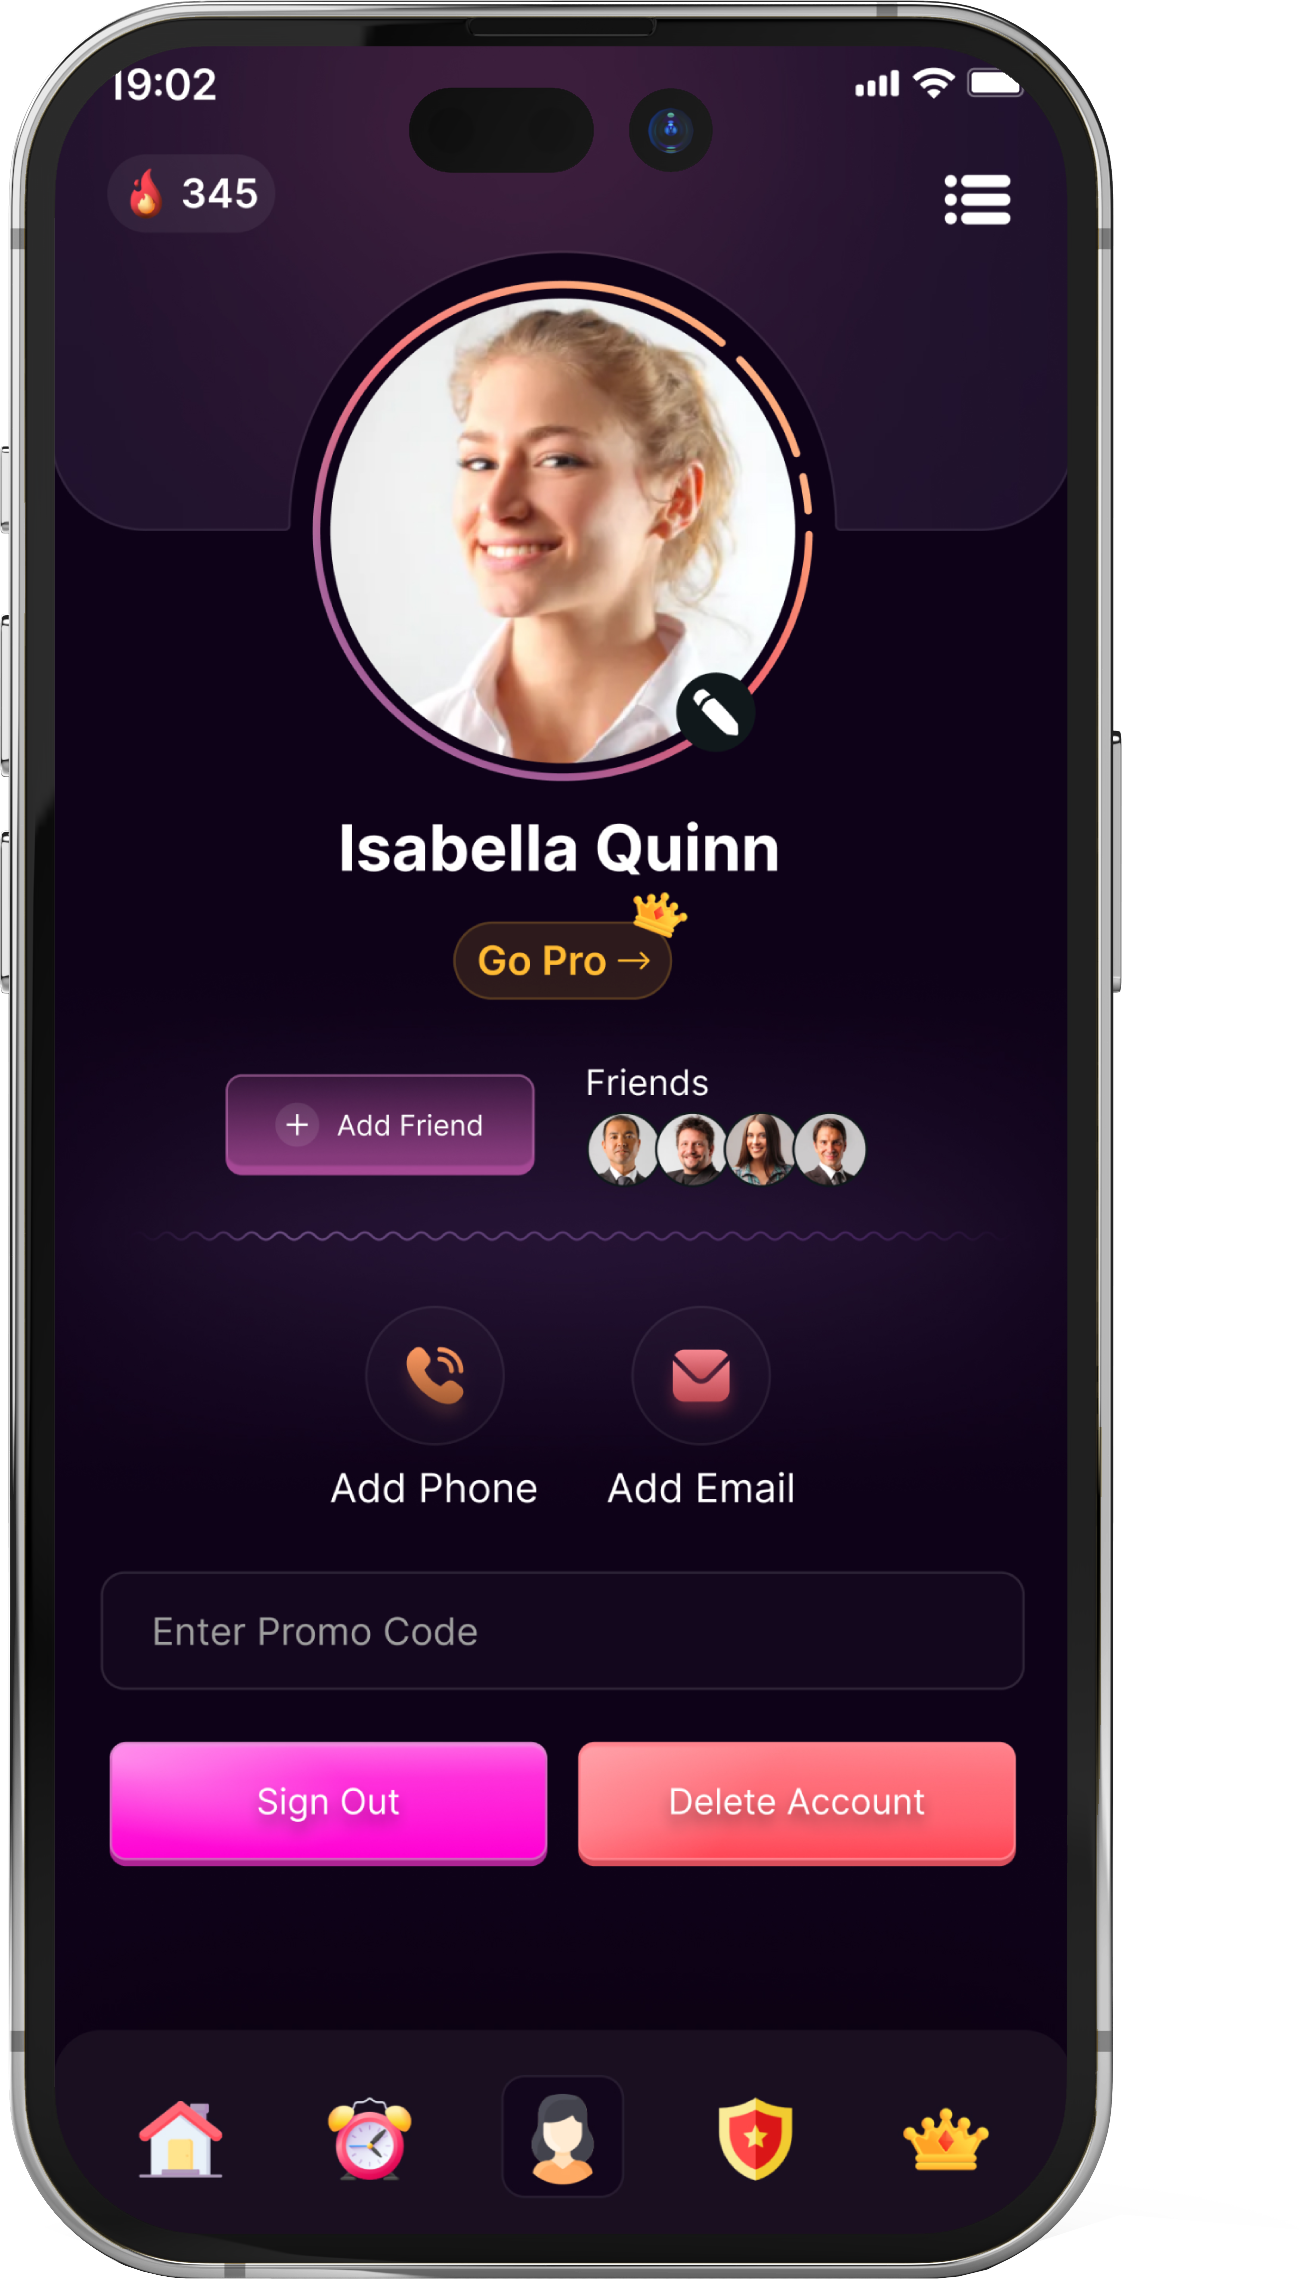 19:02
345
Isabella Quinn
Go Pro →
+ Add Friend
Friends
Add Phone
Add Email
Enter Promo Code
Sign Out
Delete Account